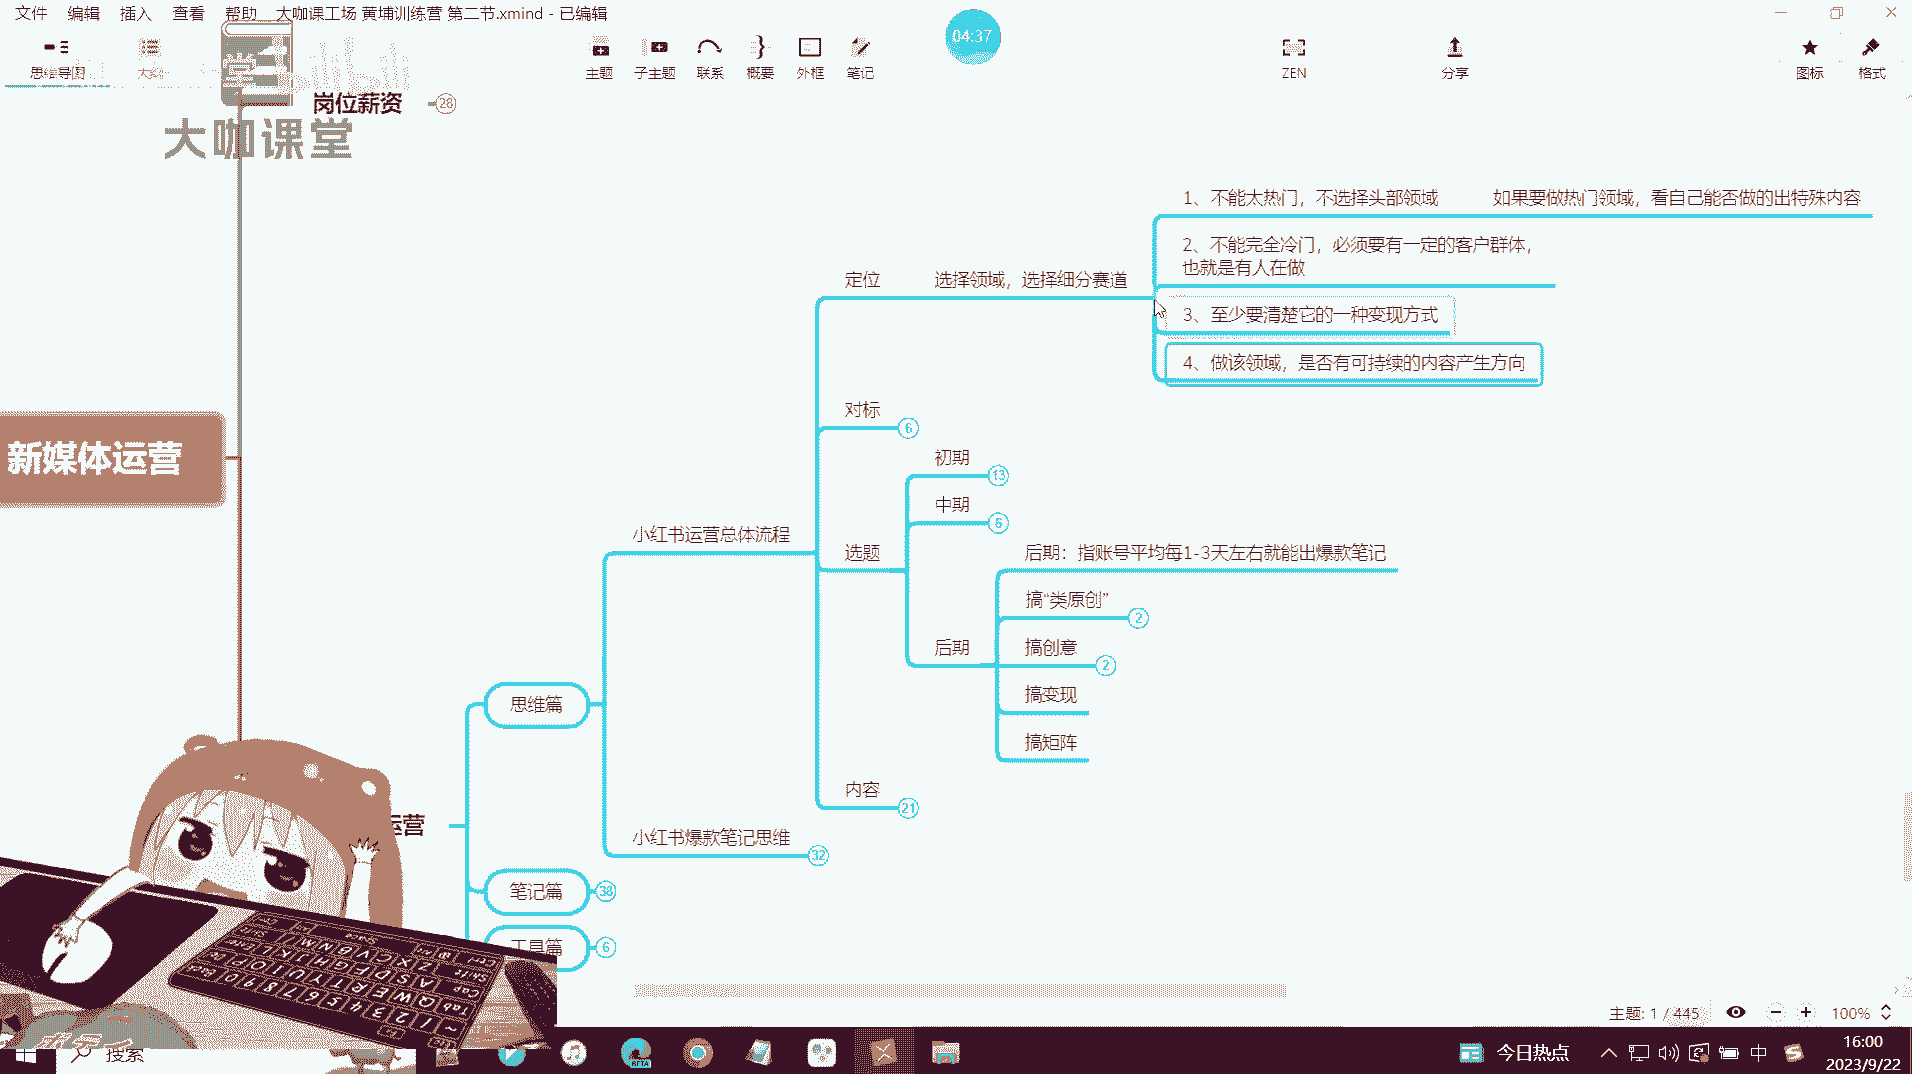 文件 编辑 插入 查看 帮助 大咖课工场 黄埔训练营 第二节.xmind - 已编辑
04:37
思维导图
主题 子主题 联系 概要 外框 笔记
ZEN
分享
图标 格式
岗位薪资 28
大咖课堂
1、不能太热门，不选择头部领域 如果要做热门领域，看自己能否做的出特殊内容
2、不能完全冷门，必须要有一定的客户群体，
也就是有人在做
定位 选择领域，选择细分赛道
3、至少要清楚它的一种变现方式
4、做该领域，是否有可持续的内容产生方向
对标 6
新媒体运营
初期 13
中期 6
小红书运营总体流程
选题
后期：指账号平均每1-3天左右就能出爆款笔记
搞“类原创” 2
后期
搞创意 2
搞变现
搞矩阵
思维篇
内容 21
运营
小红书爆款笔记思维 32
笔记篇 38
工具篇 6
主题: 1 / 445
100%
搜索
今日热点
中
16:00
2023/9/22